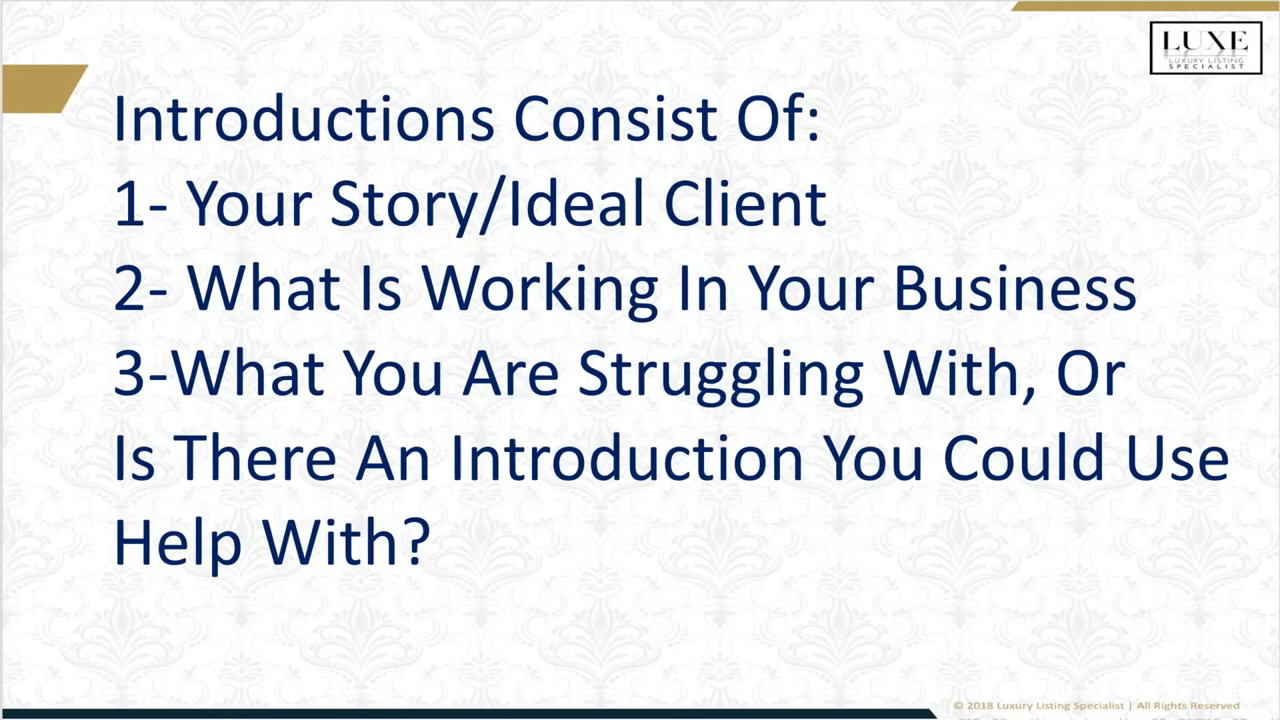 LUXE
LUXURY LISTING
SPECIALIST
Introductions Consist Of:
1- Your Story/Ideal Client
2- What Is Working In Your Business
3-What You Are Struggling With, Or
Is There An Introduction You Could Use
Help With?
© 2018 Luxury Listing Specialist | All Rights Reserved